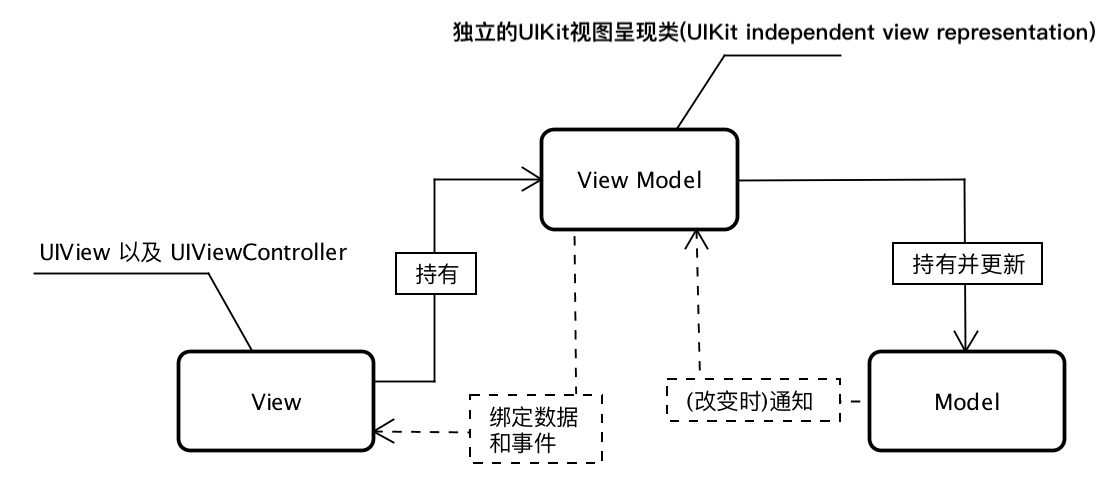 独立的UIKit视图呈现类(UIKit independent view representation)
View Model
UIView 以及 UIViewController
持有
持有并更新
View
绑定数据
和事件
(改变时)通知
Model